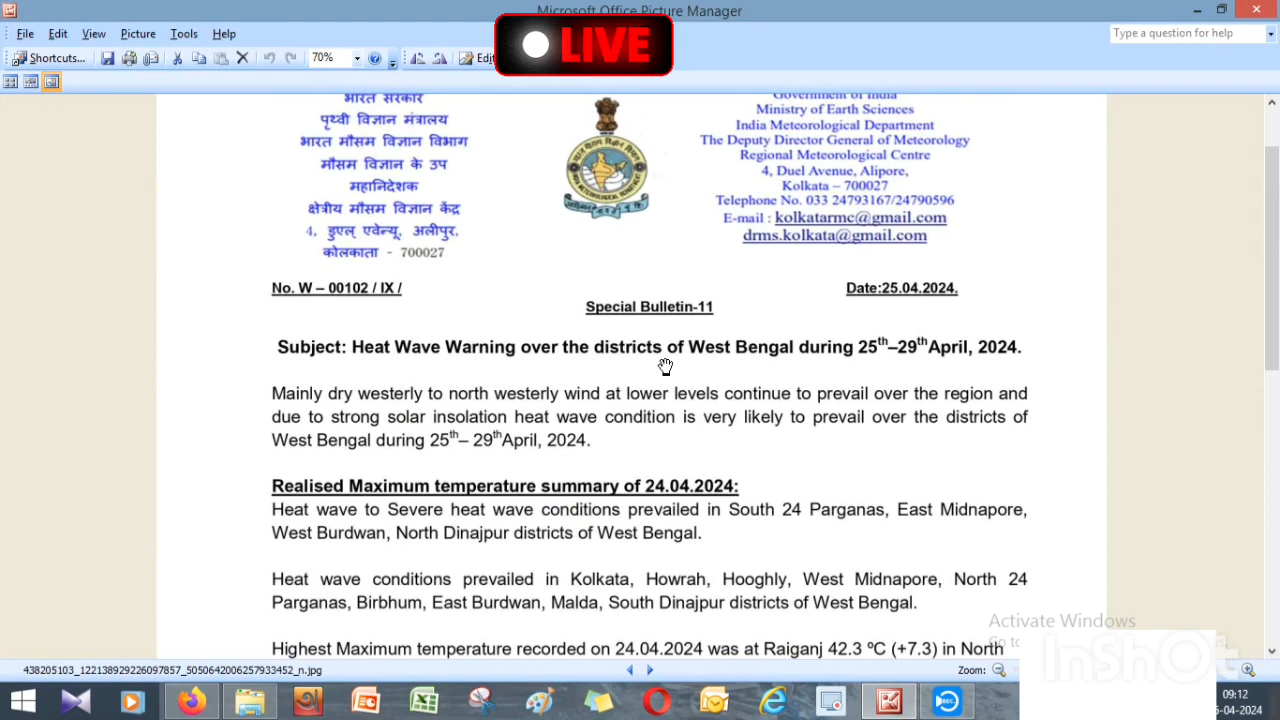 Microsoft Office Picture Manager
File Edit View Picture Tools Help
Type a question for help
LIVE
Shortcuts... 70% Edit
भारत सरकार
पृथ्वी विज्ञान मंत्रालय
भारत मौसम विज्ञान विभाग
मौसम विज्ञान के उप
महानिदेशक
क्षेत्रीय मौसम विज्ञान केंद्र
4, डुएल् एवेन्यू, अलीपुर,
कोलकाता - 700027
Government of India
Ministry of Earth Sciences
India Meteorological Department
The Deputy Director General of Meteorology
Regional Meteorological Centre
4, Duel Avenue, Alipore,
Kolkata – 700027
Telephone No. 033 24793167/24790596
E-mail : kolkatarmc@gmail.com
drms.kolkata@gmail.com
No. W – 00102 / IX /
Date:25.04.2024.
Special Bulletin-11
Subject: Heat Wave Warning over the districts of West Bengal during 25th–29thApril, 2024.
Mainly dry westerly to north westerly wind at lower levels continue to prevail over the region and
due to strong solar insolation heat wave condition is very likely to prevail over the districts of
West Bengal during 25th– 29thApril, 2024.
Realised Maximum temperature summary of 24.04.2024:
Heat wave to Severe heat wave conditions prevailed in South 24 Parganas, East Midnapore,
West Burdwan, North Dinajpur districts of West Bengal.
Heat wave conditions prevailed in Kolkata, Howrah, Hooghly, West Midnapore, North 24
Parganas, Birbhum, East Burdwan, Malda, South Dinajpur districts of West Bengal.
Highest Maximum temperature recorded on 24.04.2024 was at Raiganj 42.3 ºC (+7.3) in North
Activate Windows
Go to
InShOt
438205103_122138929226097857_5050642006257933452_n.jpg
Zoom:
REC
09:12
5-04-2024